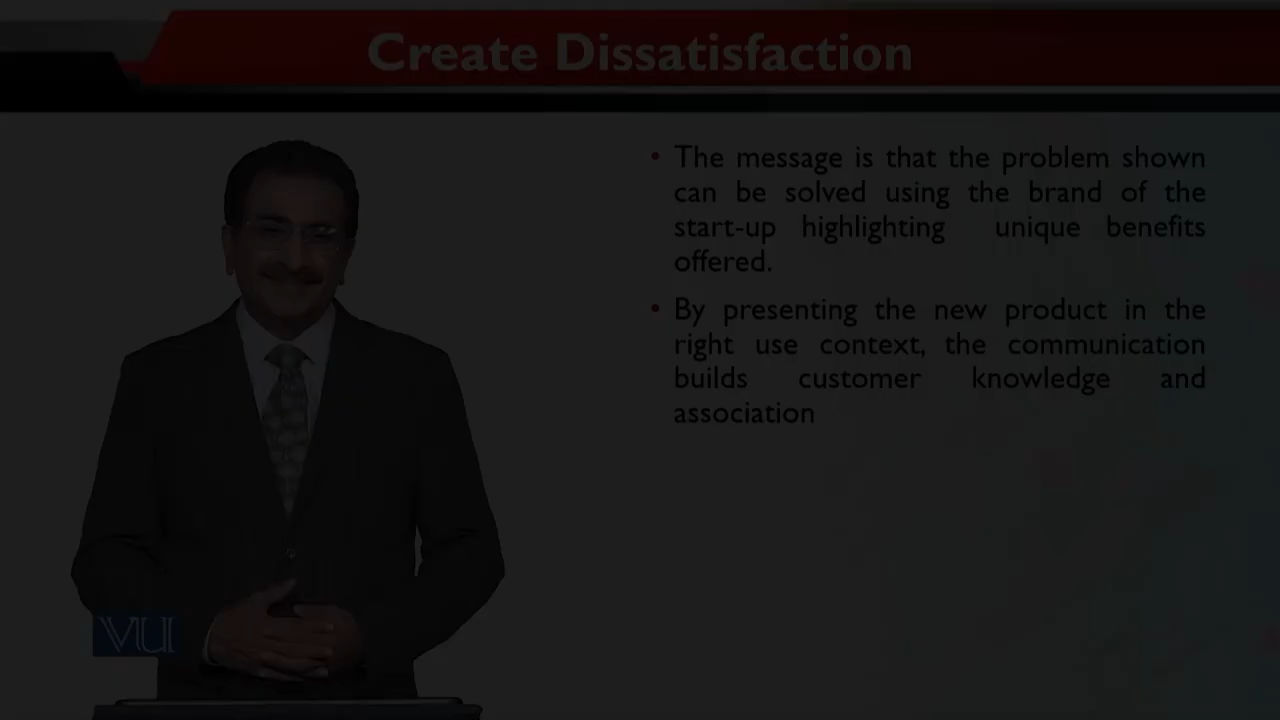 Create Dissatisfaction
• The message is that the problem shown
can be solved using the brand of the
start-up highlighting unique benefits
offered.
• By presenting the new product in the
right use context, the communication
builds customer knowledge and
association
VU